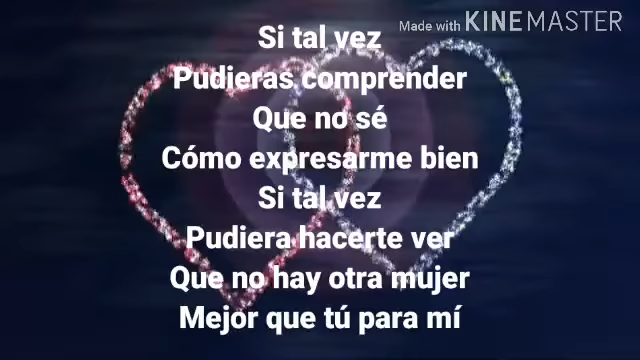 Made with KINEMASTER
Si tal vez
Pudieras comprender
Que no sé
Cómo expresarme bien
Si tal vez
Pudiera hacerte ver
Que no hay otra mujer
Mejor que tú para mí